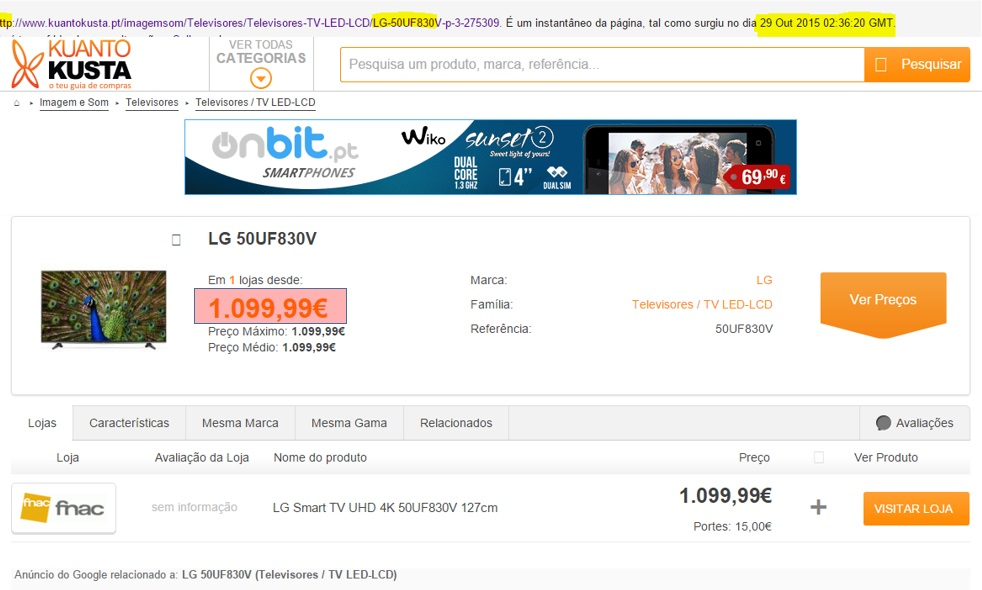 ttp://www.kuantokusta.pt/imagemsom/Televisores/Televisores-TV-LED-LCD/LG-50UF830V-p-3-275309. É um instantâneo da página, tal como surgiu no dia 29 Out 2015 02:36:20 GMT.
KUANTO
KUSTA
o teu guia de compras
VER TODAS
CATEGORIAS
Pesquisa um produto, marca, referência...
Pesquisar
Imagem e Som
Televisores
Televisores / TV LED-LCD
onbit.pt
SMARTPHONES
Wiko
sunset2
Sweet light of yours!
DUAL
CORE
1.3 GHZ
4"
DUAL SIM
69,90 €
LG 50UF830V
Em 1 lojas desde:
1.099,99€
Preço Máximo: 1.099,99€
Preço Médio: 1.099,99€
Marca: LG
Família: Televisores / TV LED-LCD
Referência: 50UF830V
Ver Preços
Lojas
Características
Mesma Marca
Mesma Gama
Relacionados
Avaliações
Loja
Avaliação da Loja
Nome do produto
Preço
Ver Produto
fnac
fnac
sem informação
LG Smart TV UHD 4K 50UF830V 127cm
1.099,99€
Portes: 15,00€
+
VISITAR LOJA
Anúncio do Google relacionado a: LG 50UF830V (Televisores / TV LED-LCD)